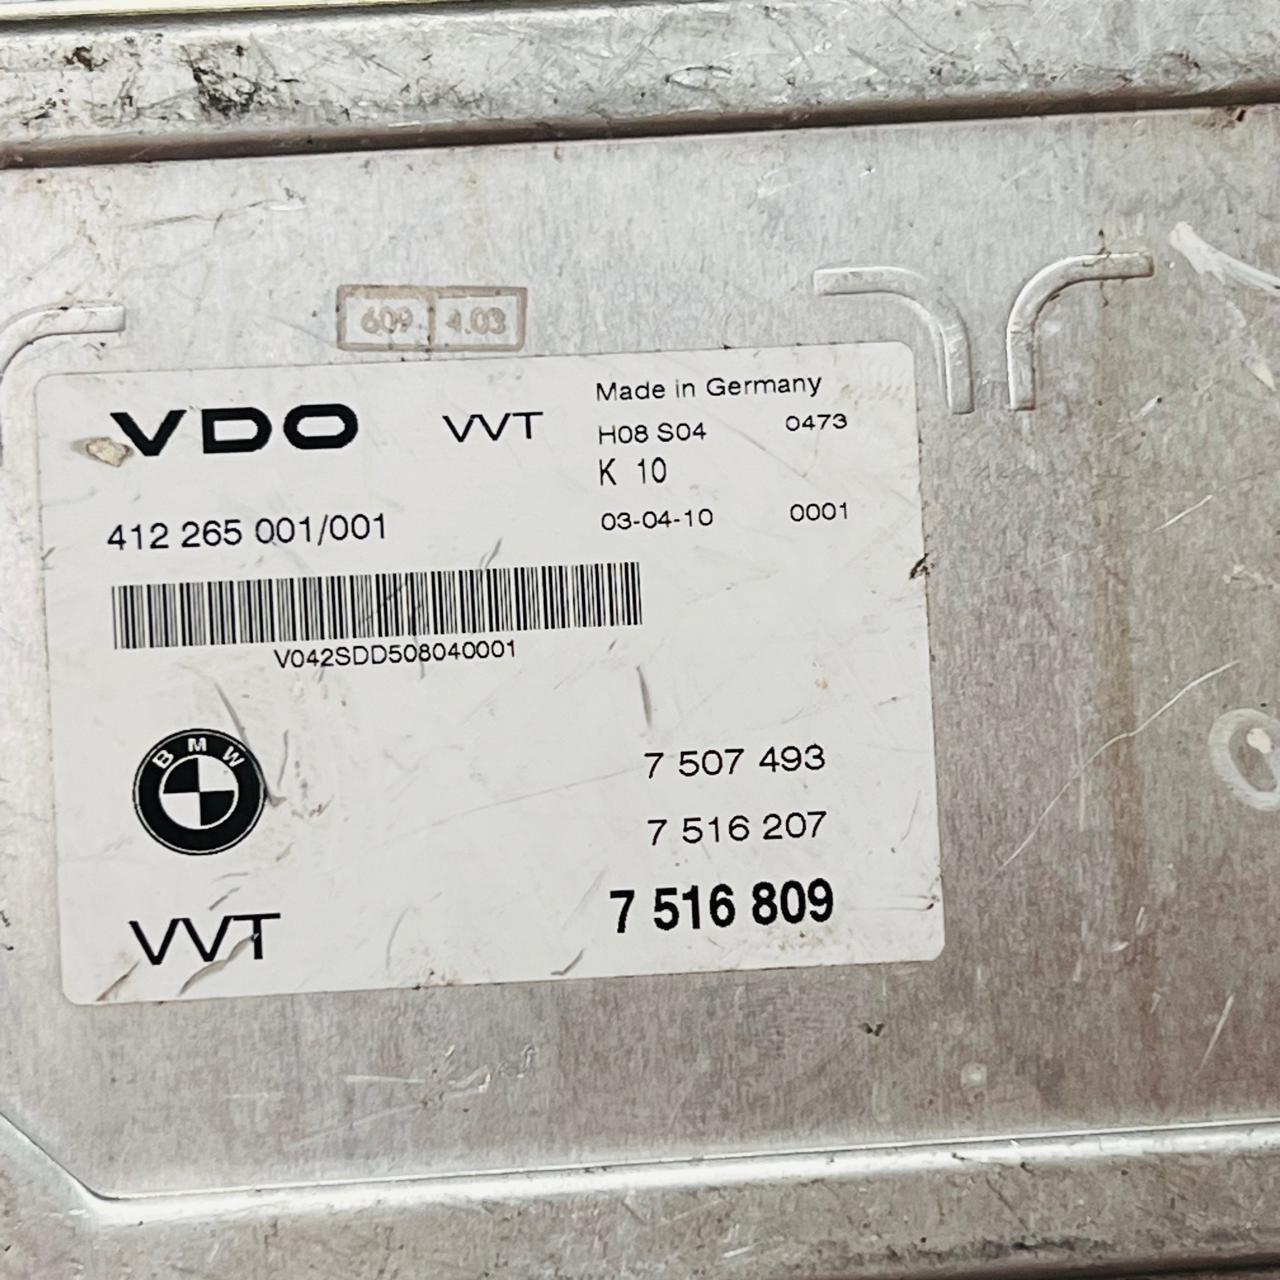 609 4.03
VDO VVT Made in Germany
H08 S04 0473
K 10
412 265 001/001 03-04-10 0001
V042SDD508040001
BMW
7 507 493
7 516 207
VVT 7 516 809